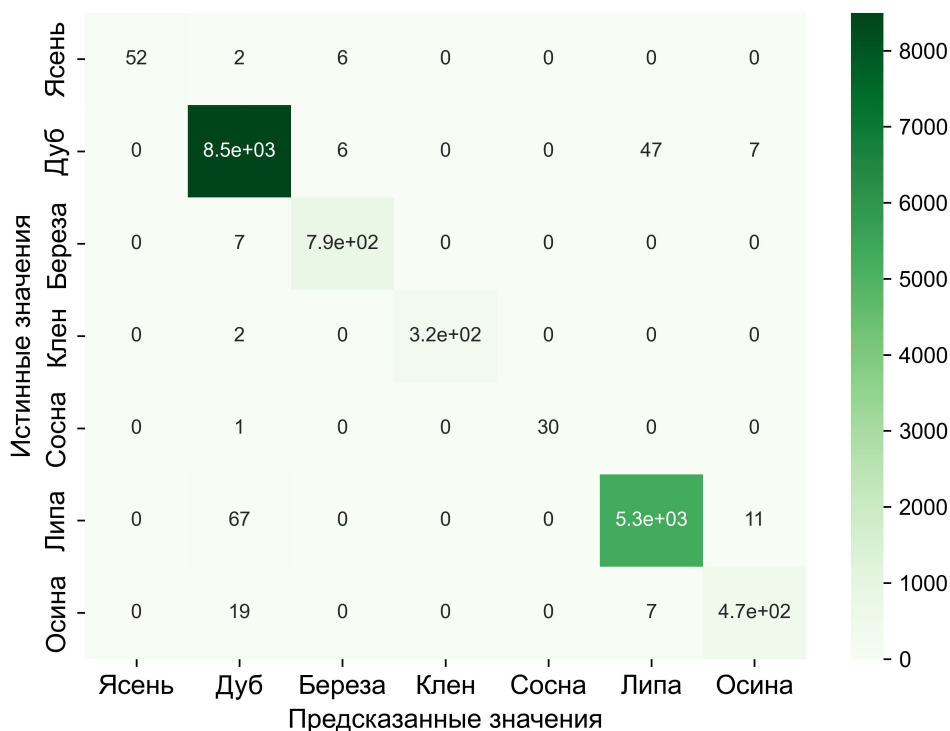 Истинные значения
Ясень 52 2 6 0 0 0 0
Дуб 0 8.5e+03 6 0 0 47 7
Береза 0 7 7.9e+02 0 0 0 0
Клен 0 2 0 3.2e+02 0 0 0
Сосна 0 1 0 0 30 0 0
Липа 0 67 0 0 0 5.3e+03 11
Осина 0 19 0 0 0 7 4.7e+02
Ясень Дуб Береза Клен Сосна Липа Осина
Предсказанные значения
8000
7000
6000
5000
4000
3000
2000
1000
0